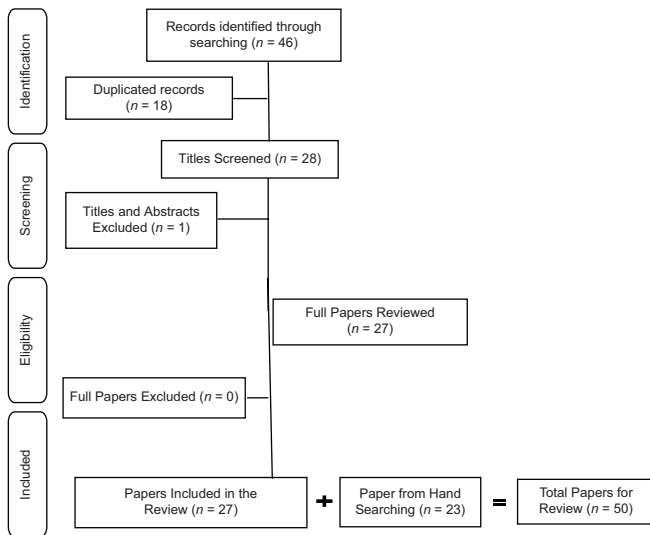 Identification
Records identified through
searching (n = 46)
Duplicated records
(n = 18)
Screening
Titles Screened (n = 28)
Titles and Abstracts
Excluded (n = 1)
Eligibility
Full Papers Reviewed
(n = 27)
Full Papers Excluded (n = 0)
Included
Papers Included in the
Review (n = 27)
+
Paper from Hand
Searching (n = 23)
=
Total Papers for
Review (n = 50)